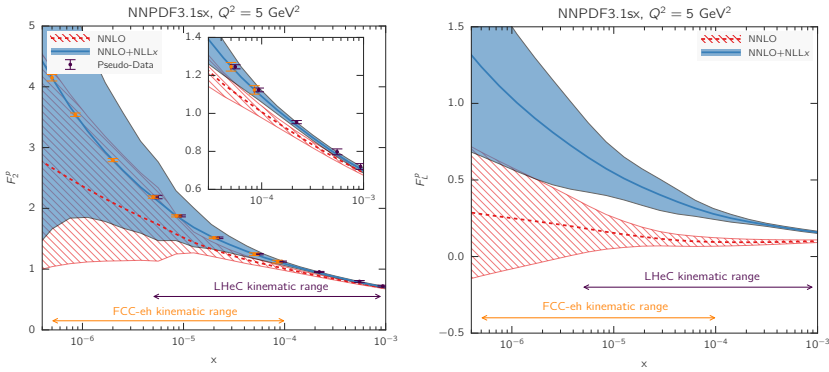 NNPDF3.1sx, Q² = 5 GeV²
5
4
3
2
1
0
F₂ᵖ
NNLO
NNLO+NLLx
Pseudo-Data
1.4
1.2
1.0
0.8
0.6
10⁻⁴
10⁻³
LHeC kinematic range
FCC-eh kinematic range
10⁻⁶
10⁻⁵
10⁻⁴
10⁻³
x
NNPDF3.1sx, Q² = 5 GeV²
1.5
1.0
0.5
0.0
−0.5
F_Lᵖ
NNLO
NNLO+NLLx
LHeC kinematic range
FCC-eh kinematic range
10⁻⁶
10⁻⁵
10⁻⁴
10⁻³
x